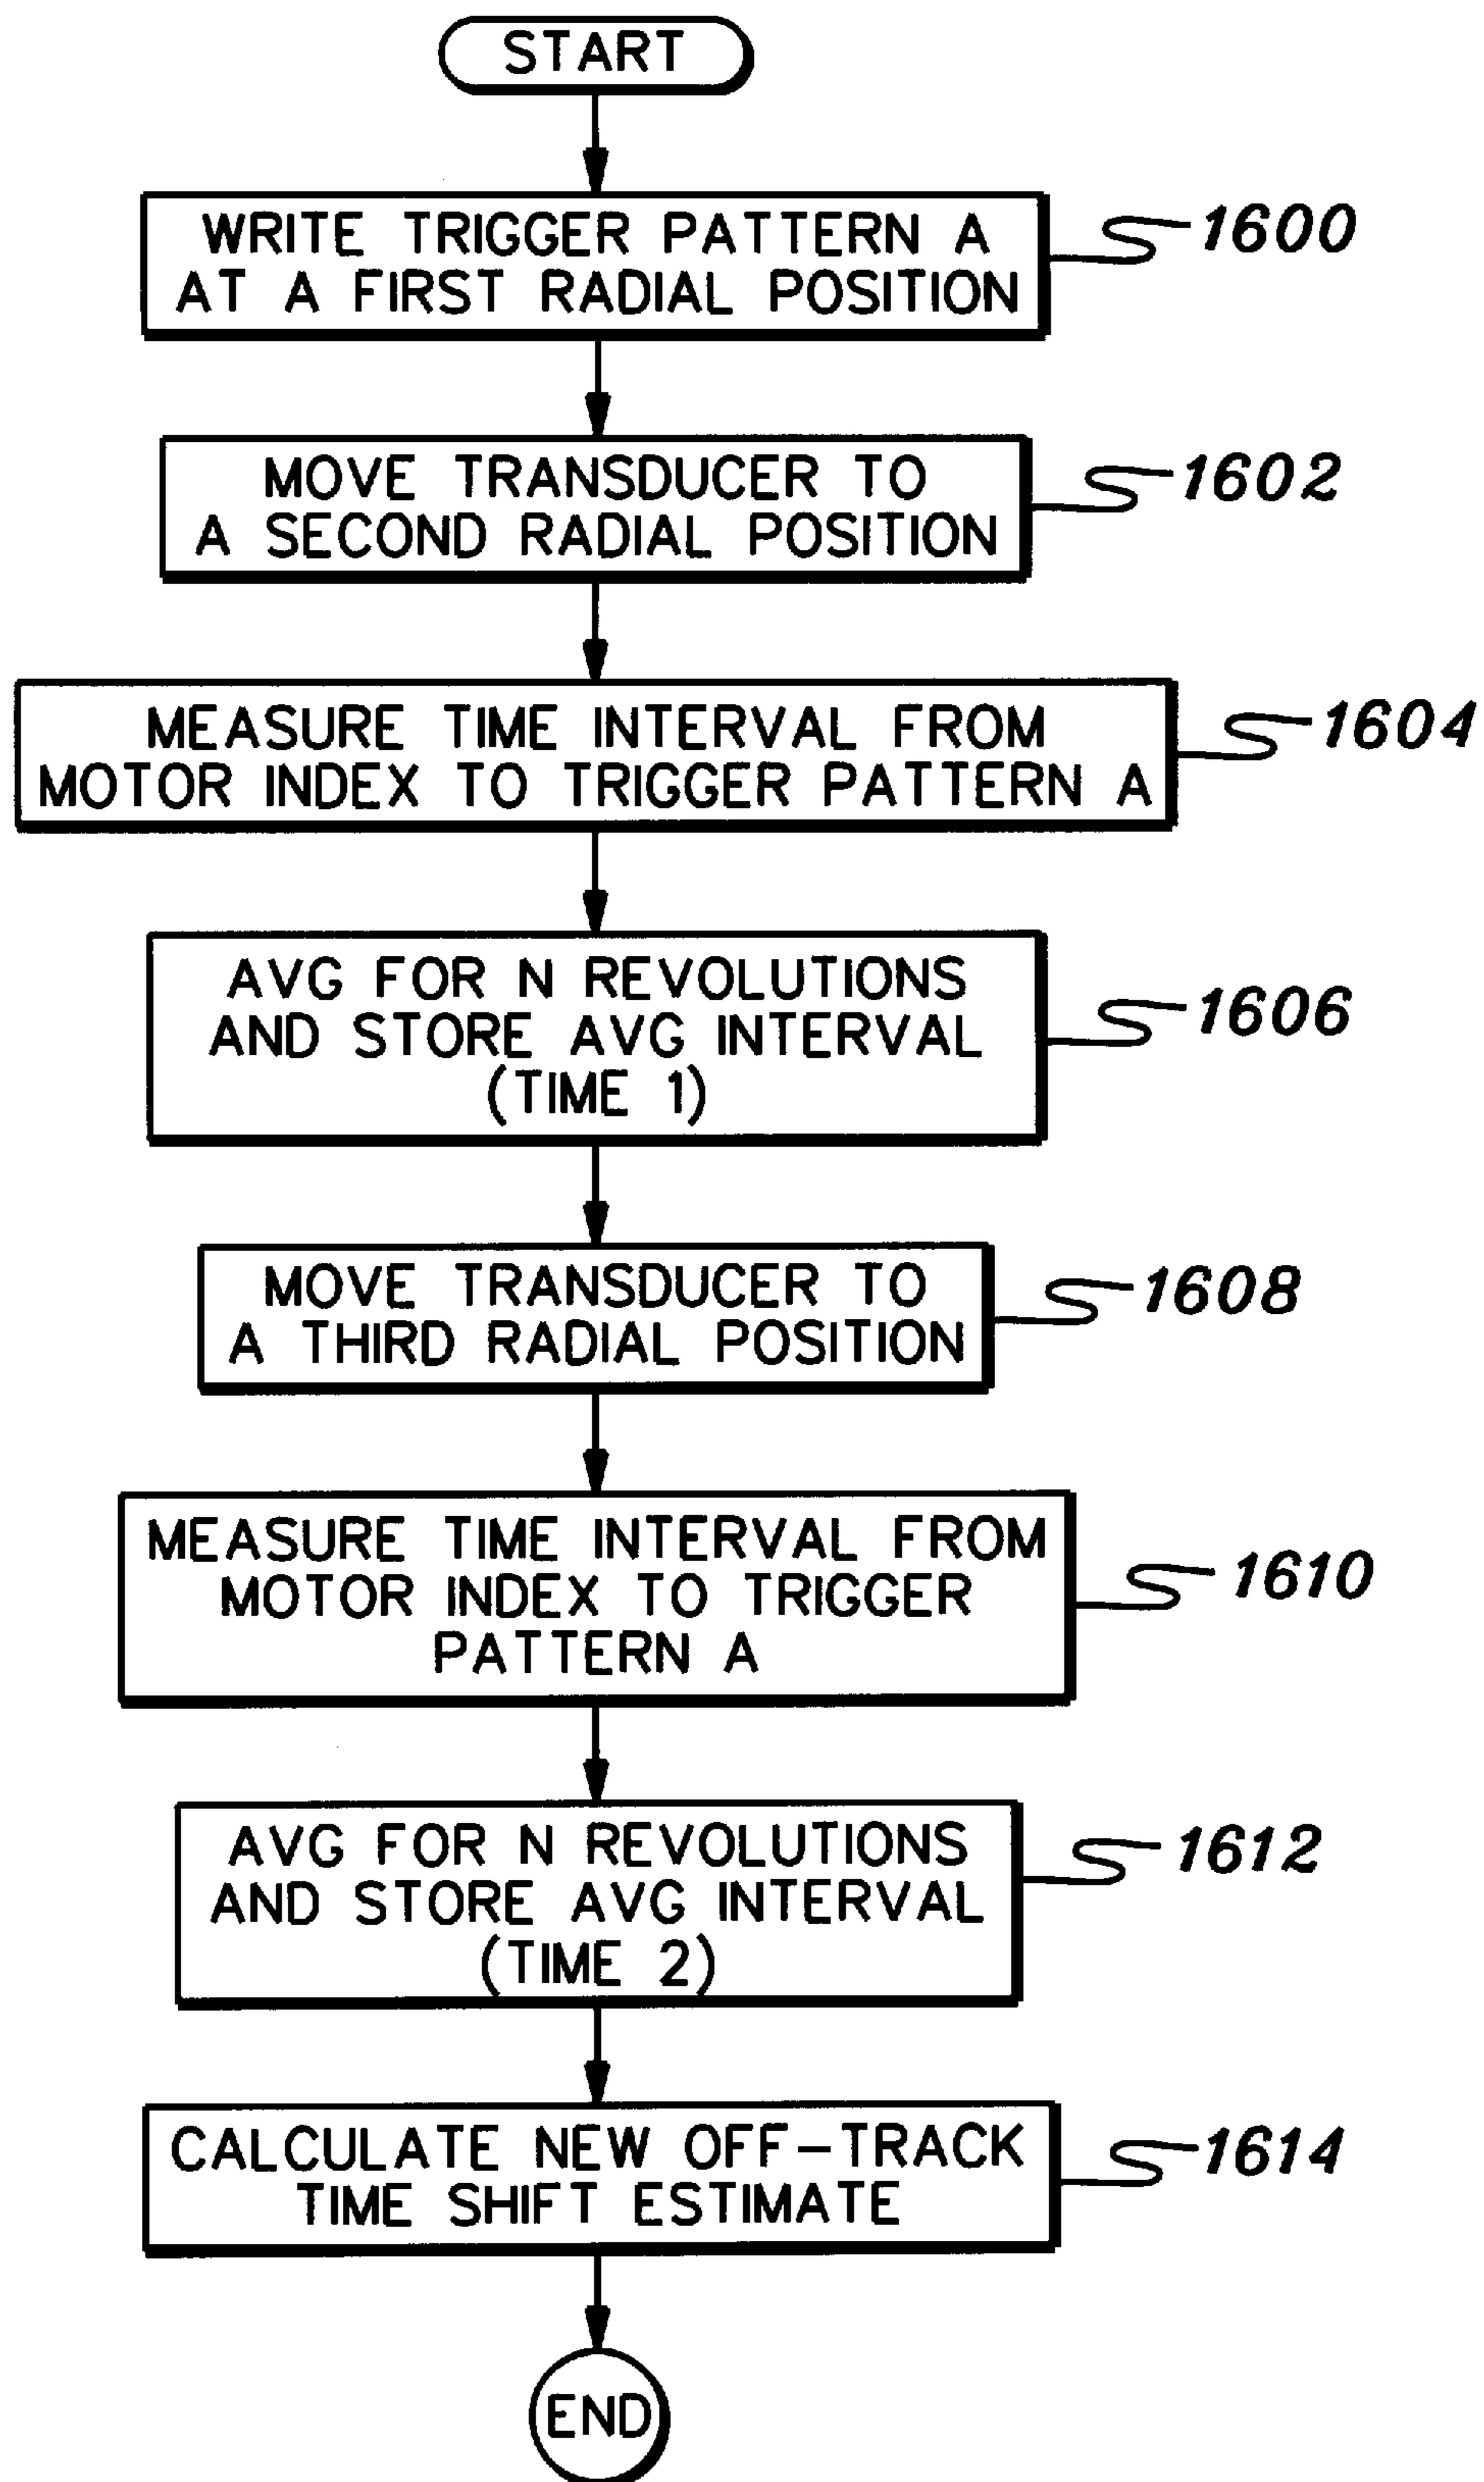 START
WRITE TRIGGER PATTERN A
AT A FIRST RADIAL POSITION
1600
MOVE TRANSDUCER TO
A SECOND RADIAL POSITION
1602
MEASURE TIME INTERVAL FROM
MOTOR INDEX TO TRIGGER PATTERN A
1604
AVG FOR N REVOLUTIONS
AND STORE AVG INTERVAL
(TIME 1)
1606
MOVE TRANSDUCER TO
A THIRD RADIAL POSITION
1608
MEASURE TIME INTERVAL FROM
MOTOR INDEX TO TRIGGER
PATTERN A
1610
AVG FOR N REVOLUTIONS
AND STORE AVG INTERVAL
(TIME 2)
1612
CALCULATE NEW OFF-TRACK
TIME SHIFT ESTIMATE
1614
END